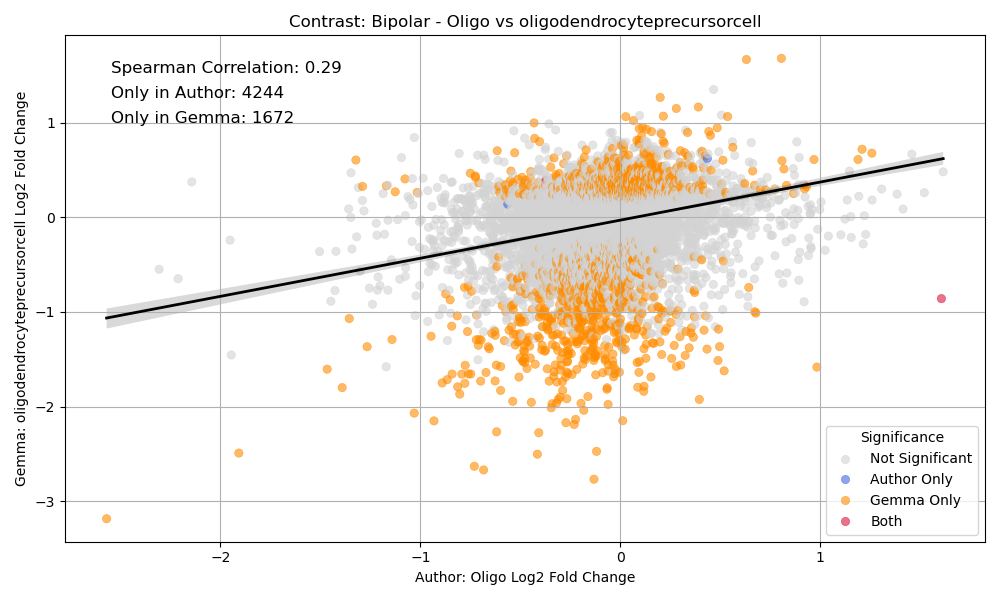 Contrast: Bipolar - Oligo vs oligodendrocyteprecursorcell
Spearman Correlation: 0.29
Only in Author: 4244
Only in Gemma: 1672
Gemma: oligodendrocyteprecursorcell Log2 Fold Change
1
0
−1
−2
−3
Significance
Not Significant
Author Only
Gemma Only
Both
−2
−1
0
1
Author: Oligo Log2 Fold Change